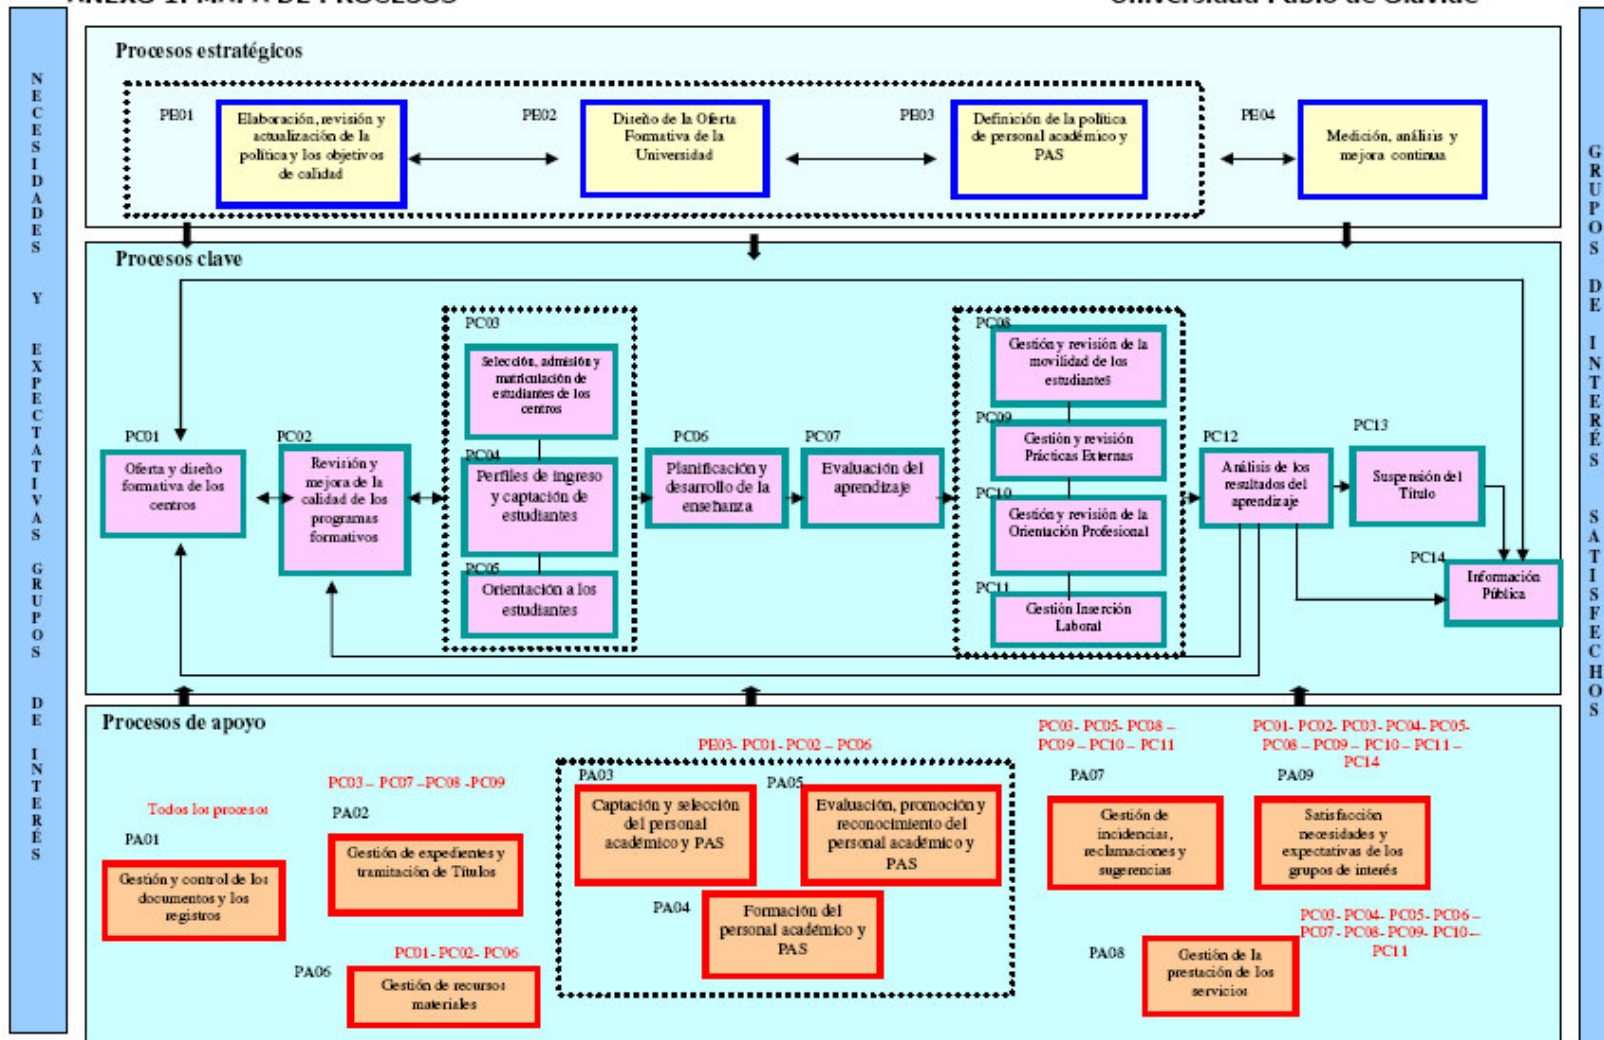 ANEXO 1. MAPA DE PROCESOS
Universidad Pablo de Olavide
NECESIDADES Y EXPECTATIVAS GRUPOS DE INTERÉS
Procesos estratégicos
PE01
Elaboración, revisión y
actualización de la
política y los objetivos
de calidad
PE02
Diseño de la Oferta
Formativa de la
Universidad
PE03
Definición de la política
de personal académico y
PAS
PE04
Medición, análisis y
mejora continua
Procesos clave
PC01
Oferta y diseño
formativa de los
centros
PC02
Revisión y
mejora de la
calidad de los
programas
formativos
PC03
Selección, admisión y
matriculación de
estudiantes de los
centros
PC04
Perfiles de ingreso
y captación de
estudiantes
PC05
Orientación a los
estudiantes
PC06
Planificación y
desarrollo de la
enseñanza
PC07
Evaluación del
aprendizaje
PC08
Gestión y revisión de la
movilidad de los
estudiantes
PC09
Gestión y revisión
Prácticas Externas
PC10
Gestión y revisión de la
Orientación Profesional
PC11
Gestión Inserción
Laboral
PC12
Análisis de los
resultados del
aprendizaje
PC13
Suspensión del
Título
PC14
Información
Pública
Procesos de apoyo
Todos los procesos
PA01
Gestión y control de los
documentos y los
registros
PC03 – PC07 –PC08 -PC09
PA02
Gestión de expedientes y
tramitación de Títulos
PC01- PC02- PC06
PA06
Gestión de recursos
materiales
PE03- PC01- PC02 – PC06
PA03
Captación y selección
del personal
académico y PAS
PA05
Evaluación, promoción y
reconocimiento del
personal académico y
PAS
PA04
Formación del
personal académico y
PAS
PC03- PC05- PC08 –
PC09 – PC10 – PC11
PA07
Gestión de
incidencias,
reclamaciones y
sugerencias
PC01- PC02- PC03- PC04- PC05-
PC08 – PC09 – PC10 – PC11 –
PC14
PA09
Satisfacción
necesidades y
expectativas de los
grupos de interés
PC03- PC04- PC05- PC06 –
PC07- PC08- PC09- PC10 –
PC11
PA08
Gestión de la
prestación de los
servicios
GRUPOS DE INTERÉS SATISFECHOS